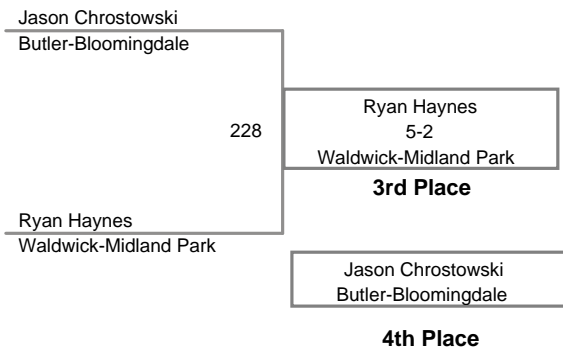 Jason Chrostowski
Butler-Bloomingdale
228
Ryan Haynes
5-2
Waldwick-Midland Park
3rd Place
Ryan Haynes
Waldwick-Midland Park
Jason Chrostowski
Butler-Bloomingdale
4th Place